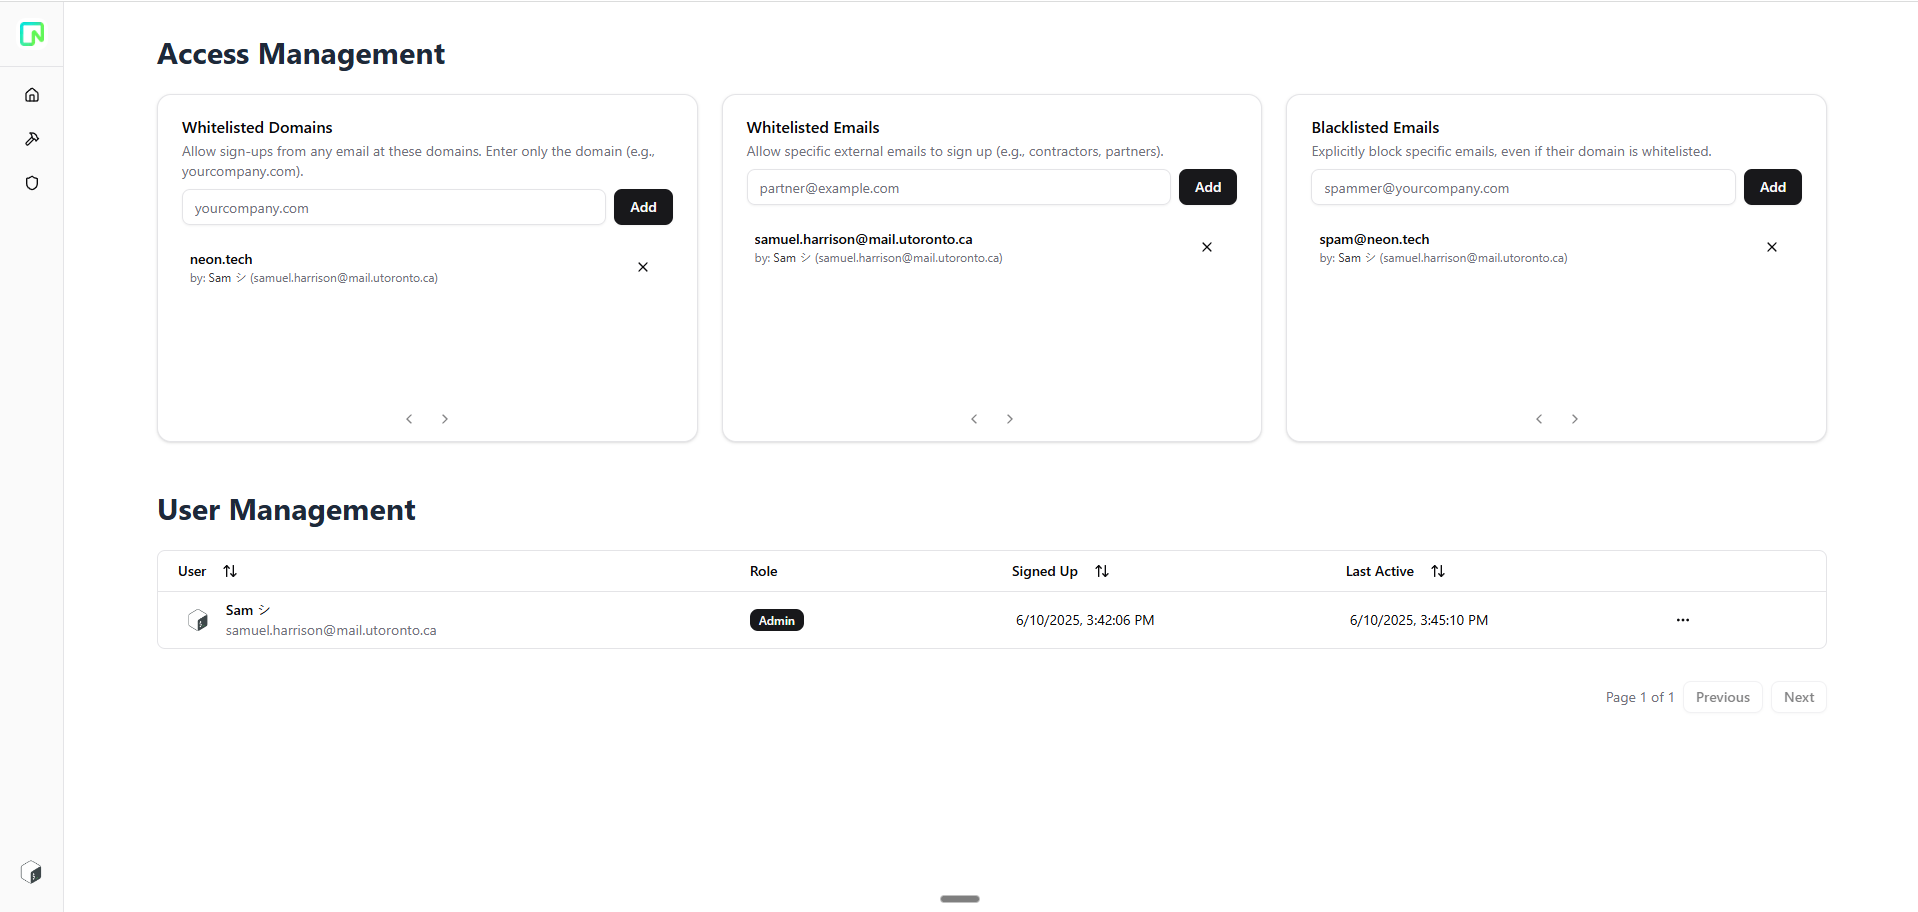 Access Management
Whitelisted Domains
Allow sign-ups from any email at these domains. Enter only the domain (e.g.,
yourcompany.com).
yourcompany.com
Add
neon.tech
by: Sam シ (samuel.harrison@mail.utoronto.ca)
Whitelisted Emails
Allow specific external emails to sign up (e.g., contractors, partners).
partner@example.com
Add
samuel.harrison@mail.utoronto.ca
by: Sam シ (samuel.harrison@mail.utoronto.ca)
Blacklisted Emails
Explicitly block specific emails, even if their domain is whitelisted.
spammer@yourcompany.com
Add
spam@neon.tech
by: Sam シ (samuel.harrison@mail.utoronto.ca)
User Management
User Role Signed Up Last Active
Sam シ
samuel.harrison@mail.utoronto.ca
Admin
6/10/2025, 3:42:06 PM
6/10/2025, 3:45:10 PM
Page 1 of 1 Previous Next